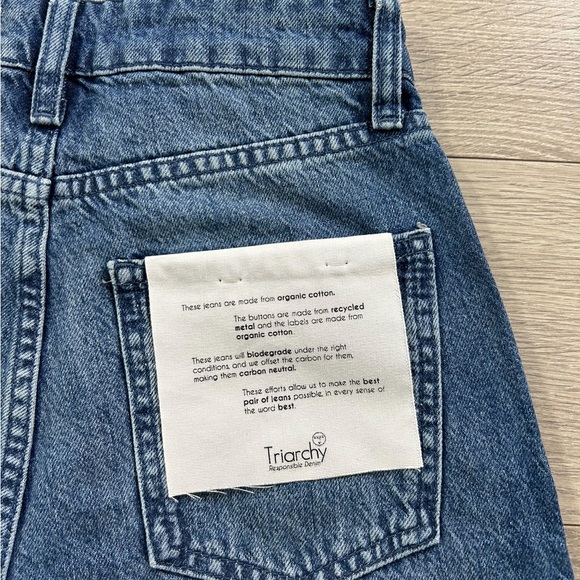 These jeans are made from organic cotton.
The buttons are made from recycled
metal and the labels are made from
organic cotton.
These jeans will biodegrade under the right
conditions, and we offset the carbon for them,
making them carbon neutral.
These efforts allow us to make the best
pair of jeans possible, in every sense of
the word best.
Triarchy
Responsible Denim